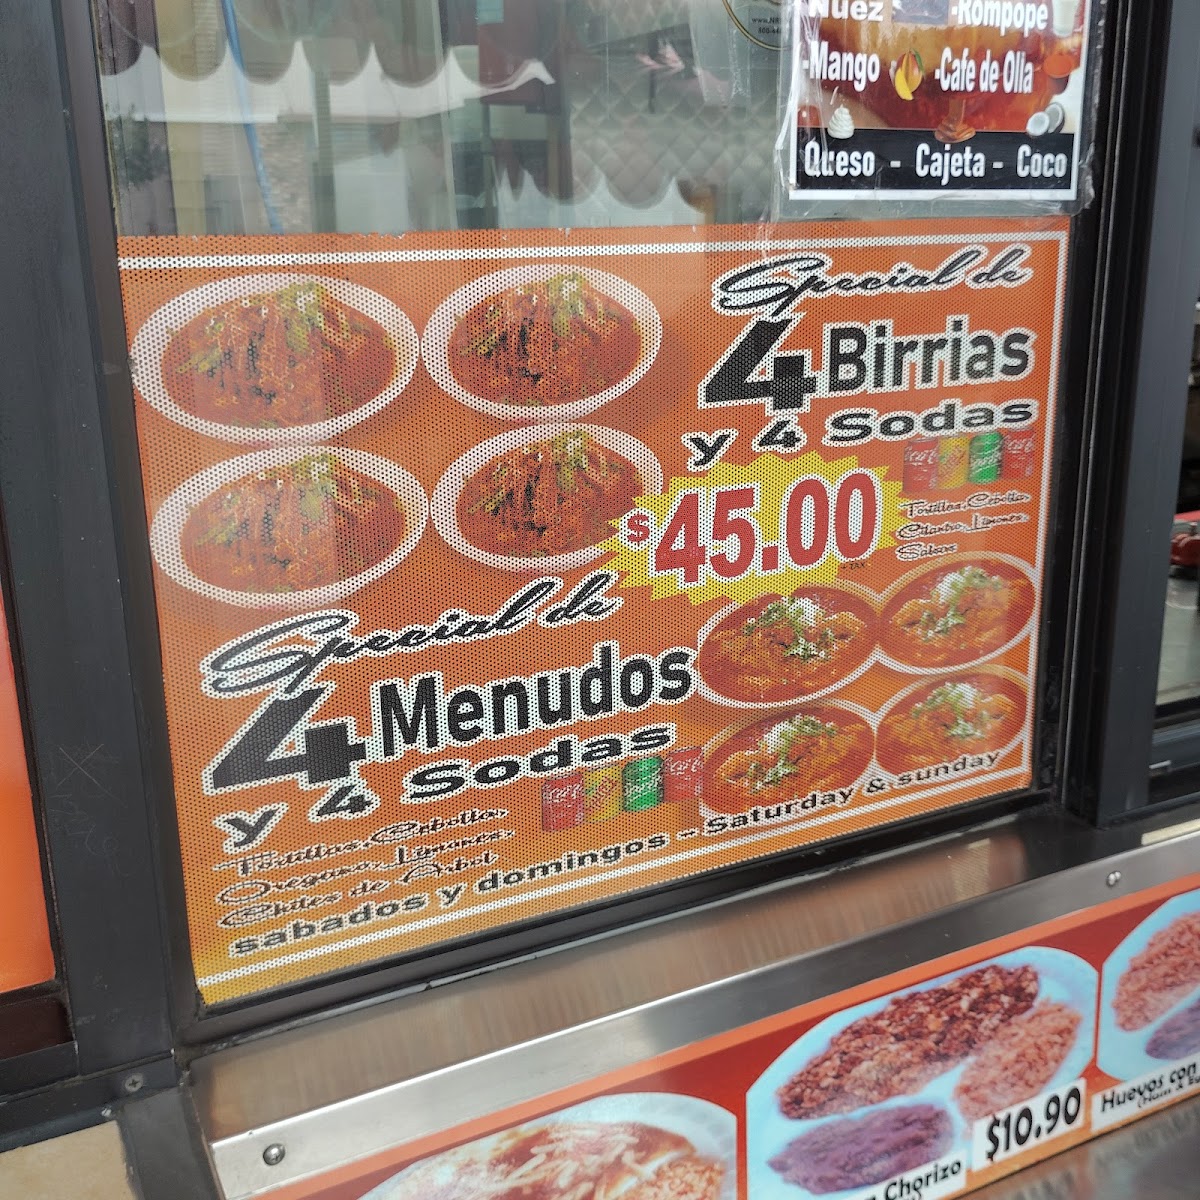 Nuez
-Rompope
-Mango
-Cafe de Olla
Queso - Cajeta - Coco
Special de
4 Birrias
y 4 Sodas
$45.00
+TAX
Tortillas, Cebolla,
Cilantro, Limones,
Salsas
Special de
4 Menudos
y 4 Sodas
Tortillas, Cebolla,
Oregano, Limones,
Chiles de Arbol
sabados y domingos - Saturday & sunday
Chorizo
$10.90
Huevos con